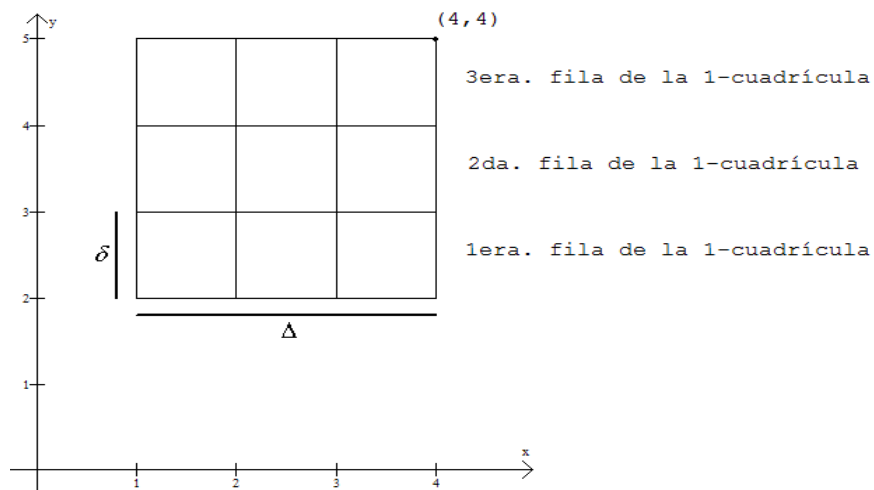 (4,4)
y
5
3era. fila de la 1-cuadrícula
4
2da. fila de la 1-cuadrícula
3
δ
1era. fila de la 1-cuadrícula
2
Δ
1
x
1 2 3 4